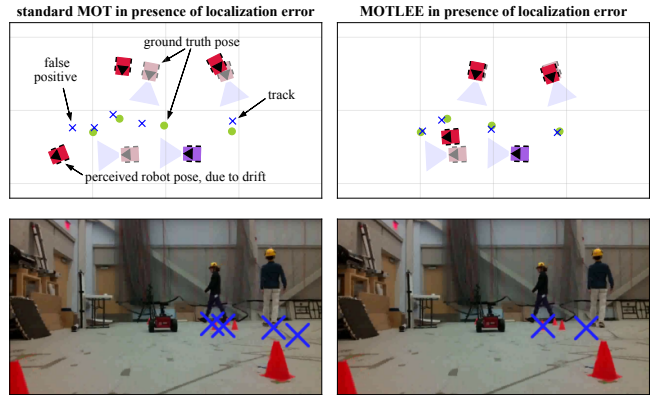 standard MOT in presence of localization error
MOTLEE in presence of localization error
ground truth pose
false
positive
track
perceived robot pose, due to drift